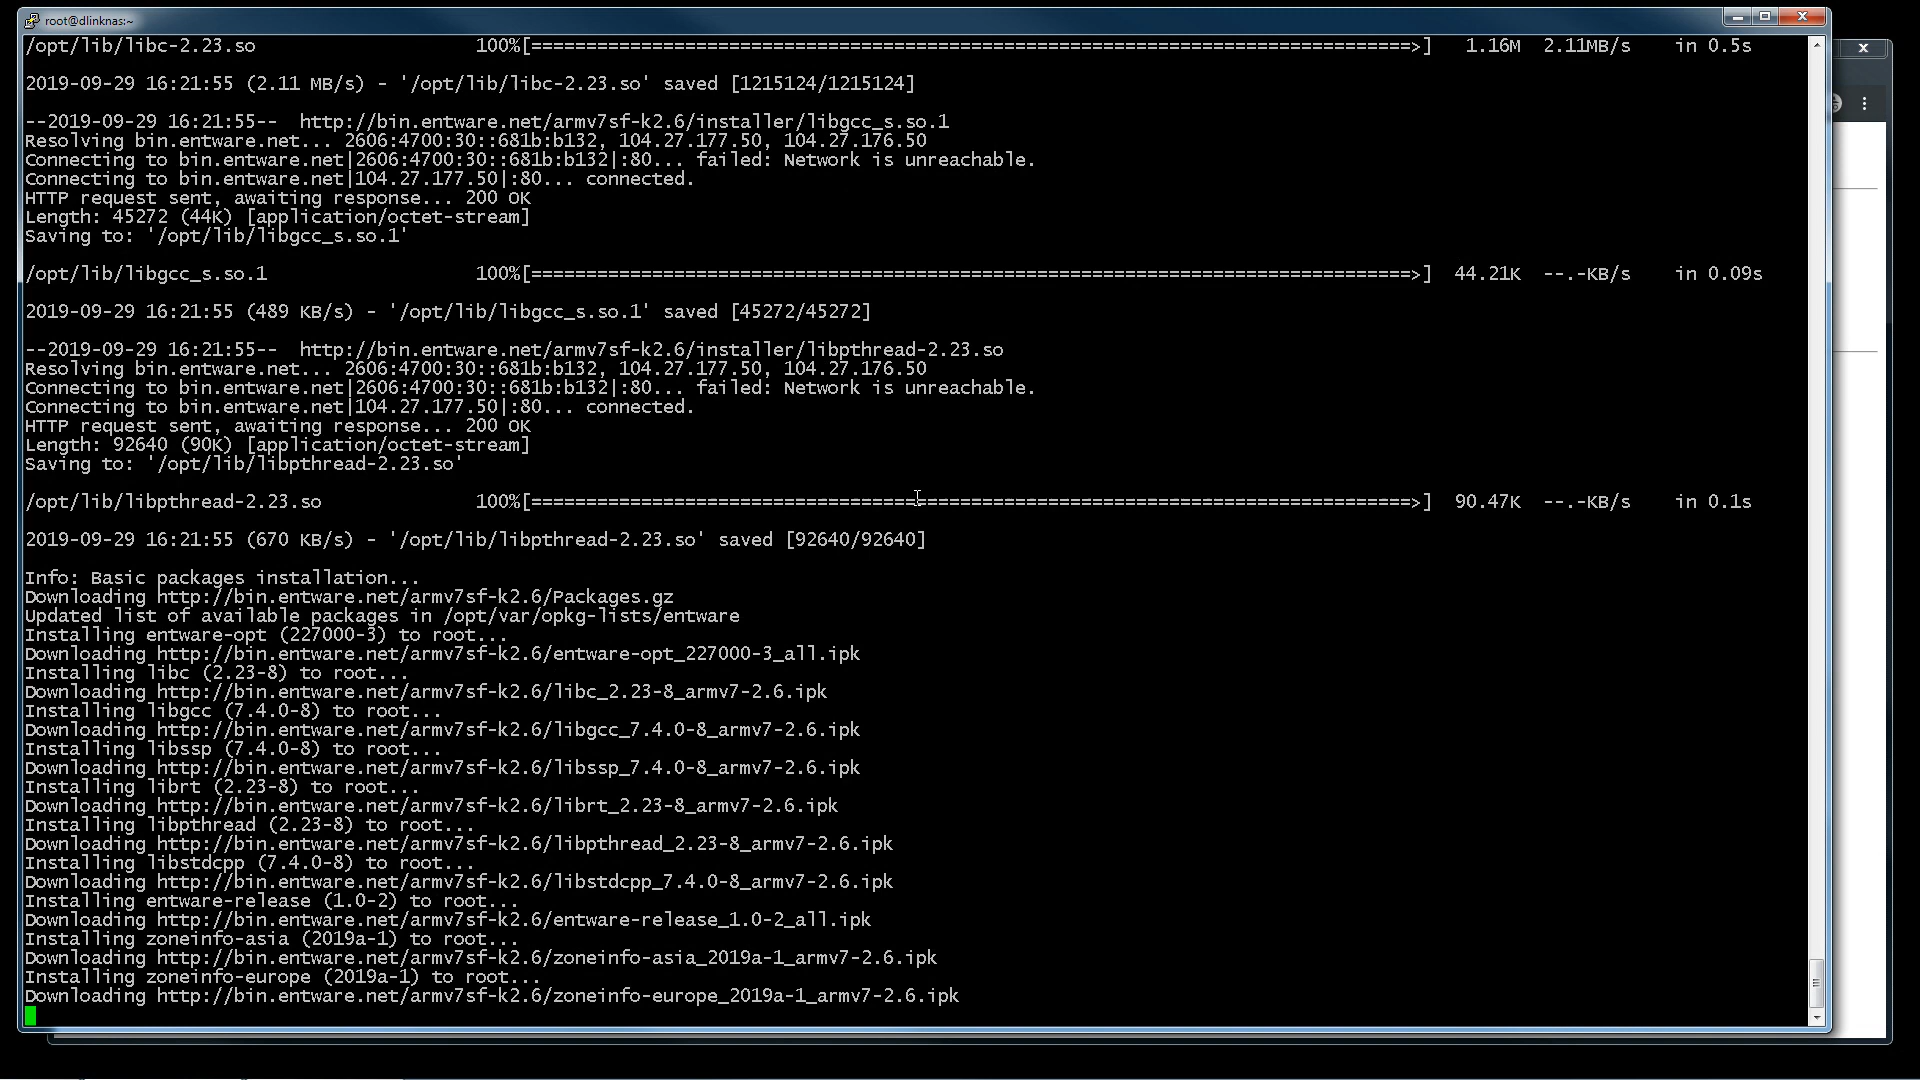 root@dlinknas:~
/opt/lib/libc-2.23.so 100%[================================================================================>] 1.16M 2.11MB/s in 0.5s
2019-09-29 16:21:55 (2.11 MB/s) - '/opt/lib/libc-2.23.so' saved [1215124/1215124]
--2019-09-29 16:21:55-- http://bin.entware.net/armv7sf-k2.6/installer/libgcc_s.so.1
Resolving bin.entware.net... 2606:4700:30::681b:b132, 104.27.177.50, 104.27.176.50
Connecting to bin.entware.net|2606:4700:30::681b:b132|:80... failed: Network is unreachable.
Connecting to bin.entware.net|104.27.177.50|:80... connected.
HTTP request sent, awaiting response... 200 OK
Length: 45272 (44K) [application/octet-stream]
Saving to: '/opt/lib/libgcc_s.so.1'
/opt/lib/libgcc_s.so.1 100%[================================================================================>] 44.21K --.-KB/s in 0.09s
2019-09-29 16:21:55 (489 KB/s) - '/opt/lib/libgcc_s.so.1' saved [45272/45272]
--2019-09-29 16:21:55-- http://bin.entware.net/armv7sf-k2.6/installer/libpthread-2.23.so
Resolving bin.entware.net... 2606:4700:30::681b:b132, 104.27.177.50, 104.27.176.50
Connecting to bin.entware.net|2606:4700:30::681b:b132|:80... failed: Network is unreachable.
Connecting to bin.entware.net|104.27.177.50|:80... connected.
HTTP request sent, awaiting response... 200 OK
Length: 92640 (90K) [application/octet-stream]
Saving to: '/opt/lib/libpthread-2.23.so'
/opt/lib/libpthread-2.23.so 100%[================================================================================>] 90.47K --.-KB/s in 0.1s
2019-09-29 16:21:55 (670 KB/s) - '/opt/lib/libpthread-2.23.so' saved [92640/92640]
Info: Basic packages installation...
Downloading http://bin.entware.net/armv7sf-k2.6/Packages.gz
Updated list of available packages in /opt/var/opkg-lists/entware
Installing entware-opt (227000-3) to root...
Downloading http://bin.entware.net/armv7sf-k2.6/entware-opt_227000-3_all.ipk
Installing libc (2.23-8) to root...
Downloading http://bin.entware.net/armv7sf-k2.6/libc_2.23-8_armv7-2.6.ipk
Installing libgcc (7.4.0-8) to root...
Downloading http://bin.entware.net/armv7sf-k2.6/libgcc_7.4.0-8_armv7-2.6.ipk
Installing libssp (7.4.0-8) to root...
Downloading http://bin.entware.net/armv7sf-k2.6/libssp_7.4.0-8_armv7-2.6.ipk
Installing librt (2.23-8) to root...
Downloading http://bin.entware.net/armv7sf-k2.6/librt_2.23-8_armv7-2.6.ipk
Installing libpthread (2.23-8) to root...
Downloading http://bin.entware.net/armv7sf-k2.6/libpthread_2.23-8_armv7-2.6.ipk
Installing libstdcpp (7.4.0-8) to root...
Downloading http://bin.entware.net/armv7sf-k2.6/libstdcpp_7.4.0-8_armv7-2.6.ipk
Installing entware-release (1.0-2) to root...
Downloading http://bin.entware.net/armv7sf-k2.6/entware-release_1.0-2_all.ipk
Installing zoneinfo-asia (2019a-1) to root...
Downloading http://bin.entware.net/armv7sf-k2.6/zoneinfo-asia_2019a-1_armv7-2.6.ipk
Installing zoneinfo-europe (2019a-1) to root...
Downloading http://bin.entware.net/armv7sf-k2.6/zoneinfo-europe_2019a-1_armv7-2.6.ipk